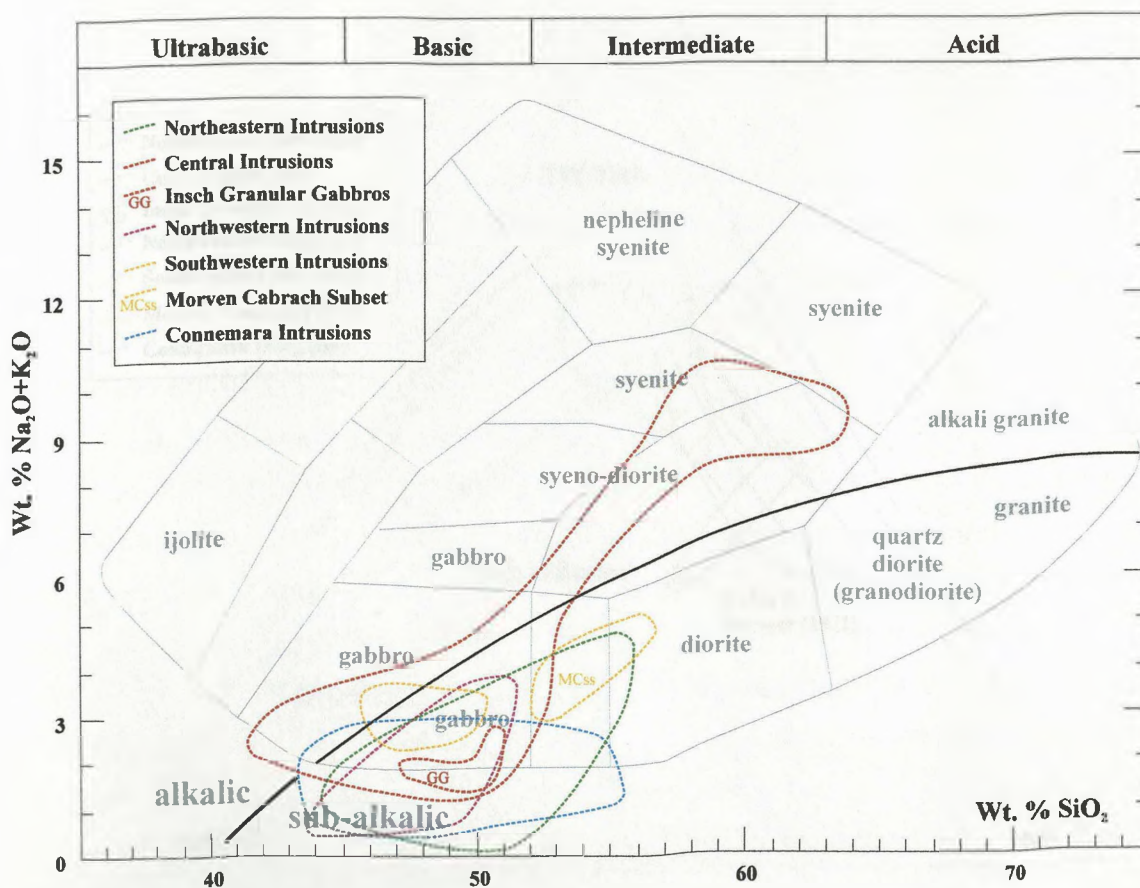 Ultrabasic
Basic
Intermediate
Acid
Northeastern Intrusions
Central Intrusions
GG Insch Granular Gabbros
Northwestern Intrusions
Southwestern Intrusions
MCss Morven Cabrach Subset
Connemara Intrusions
Wt. % Na₂O+K₂O
15
12
9
6
3
0
nepheline
syenite
syenite
syenite
alkali granite
syeno-diorite
granite
ijolite
gabbro
quartz
diorite
(granodiorite)
gabbro
diorite
MCss
gabbro
GG
alkalic
sub-alkalic
Wt. % SiO₂
40
50
60
70